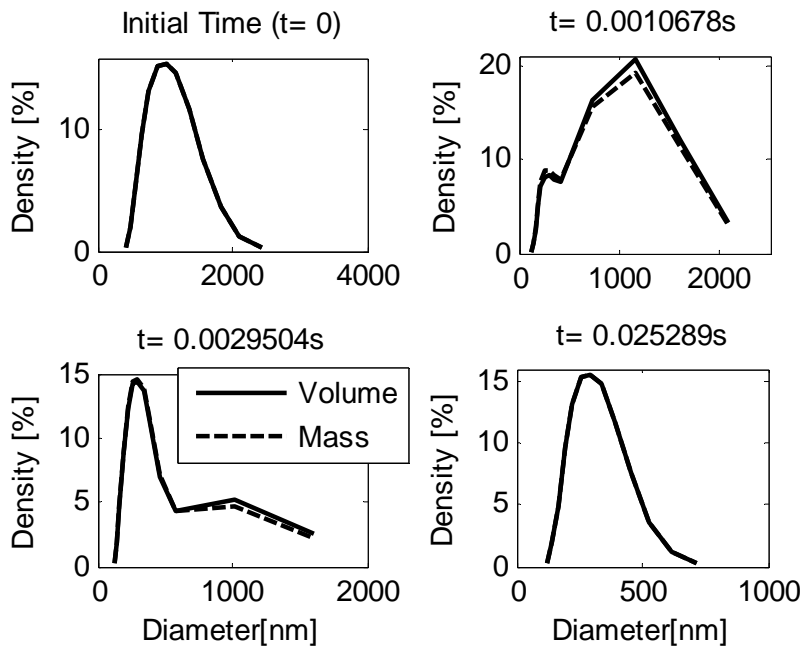 Initial Time (t= 0)
Density [%]
10
0
0
2000
4000
t= 0.0010678s
Density [%]
20
10
0
0
1000
2000
t= 0.0029504s
Density [%]
15
10
5
0
0
1000
2000
Diameter[nm]
Volume
Mass
t= 0.025289s
Density [%]
15
10
5
0
0
500
1000
Diameter[nm]